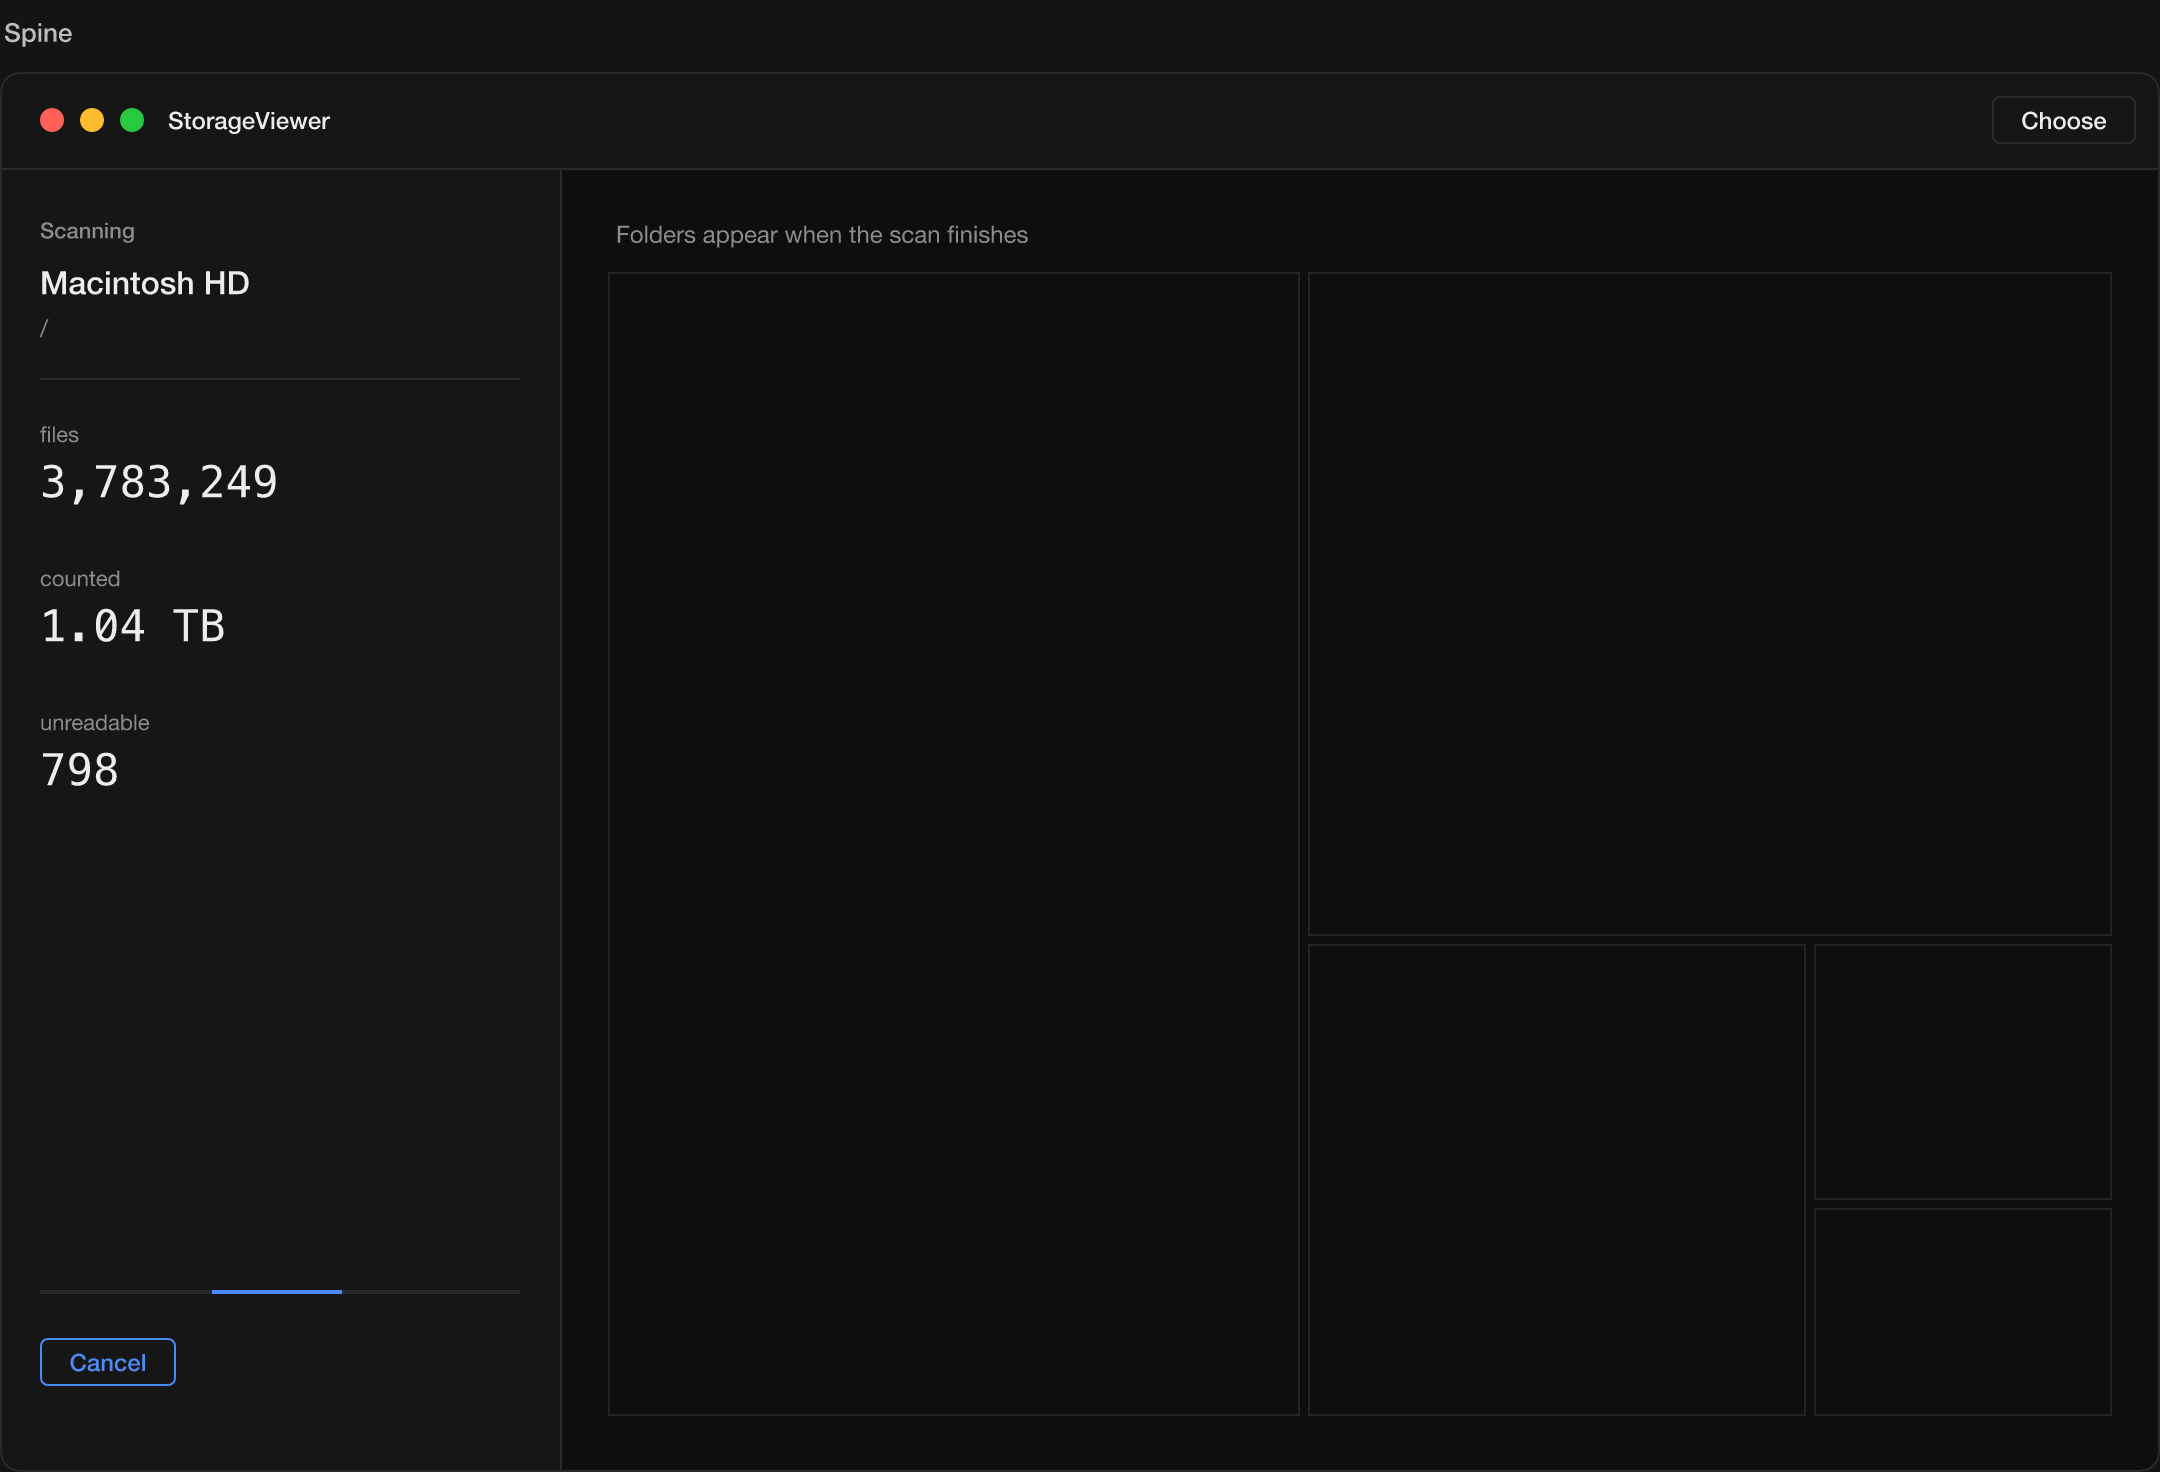 Spine
StorageViewer
Choose
Scanning
Macintosh HD
/
files
3,783,249
counted
1.04 TB
unreadable
798
Cancel
Folders appear when the scan finishes